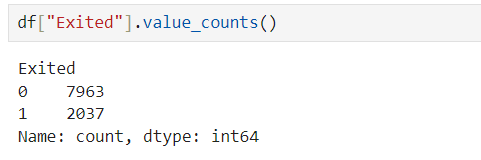 df["Exited"].value_counts()
Exited
0    7963
1    2037
Name: count, dtype: int64